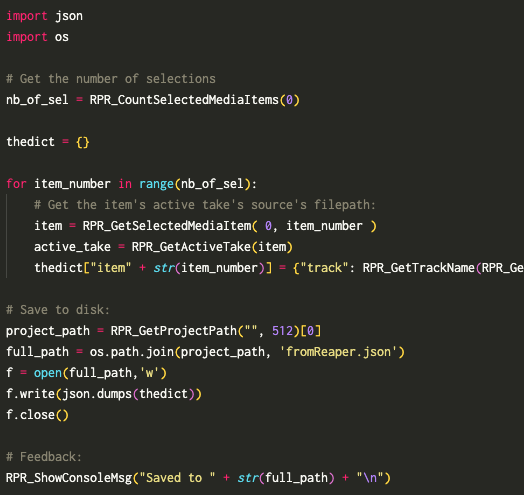 import json
import os
# Get the number of selections
nb_of_sel = RPR_CountSelectedMediaItems(0)
thedict = {}
for item_number in range(nb_of_sel):
    # Get the item's active take's source's filepath:
    item = RPR_GetSelectedMediaItem( 0, item_number )
    active_take = RPR_GetActiveTake(item)
    thedict["item" + str(item_number)] = {"track": RPR_GetTrackName(RPR_Ge
# Save to disk:
project_path = RPR_GetProjectPath("", 512)[0]
full_path = os.path.join(project_path, 'fromReaper.json')
f = open(full_path,'w')
f.write(json.dumps(thedict))
f.close()
# Feedback:
RPR_ShowConsoleMsg("Saved to " + str(full_path) + "\n")